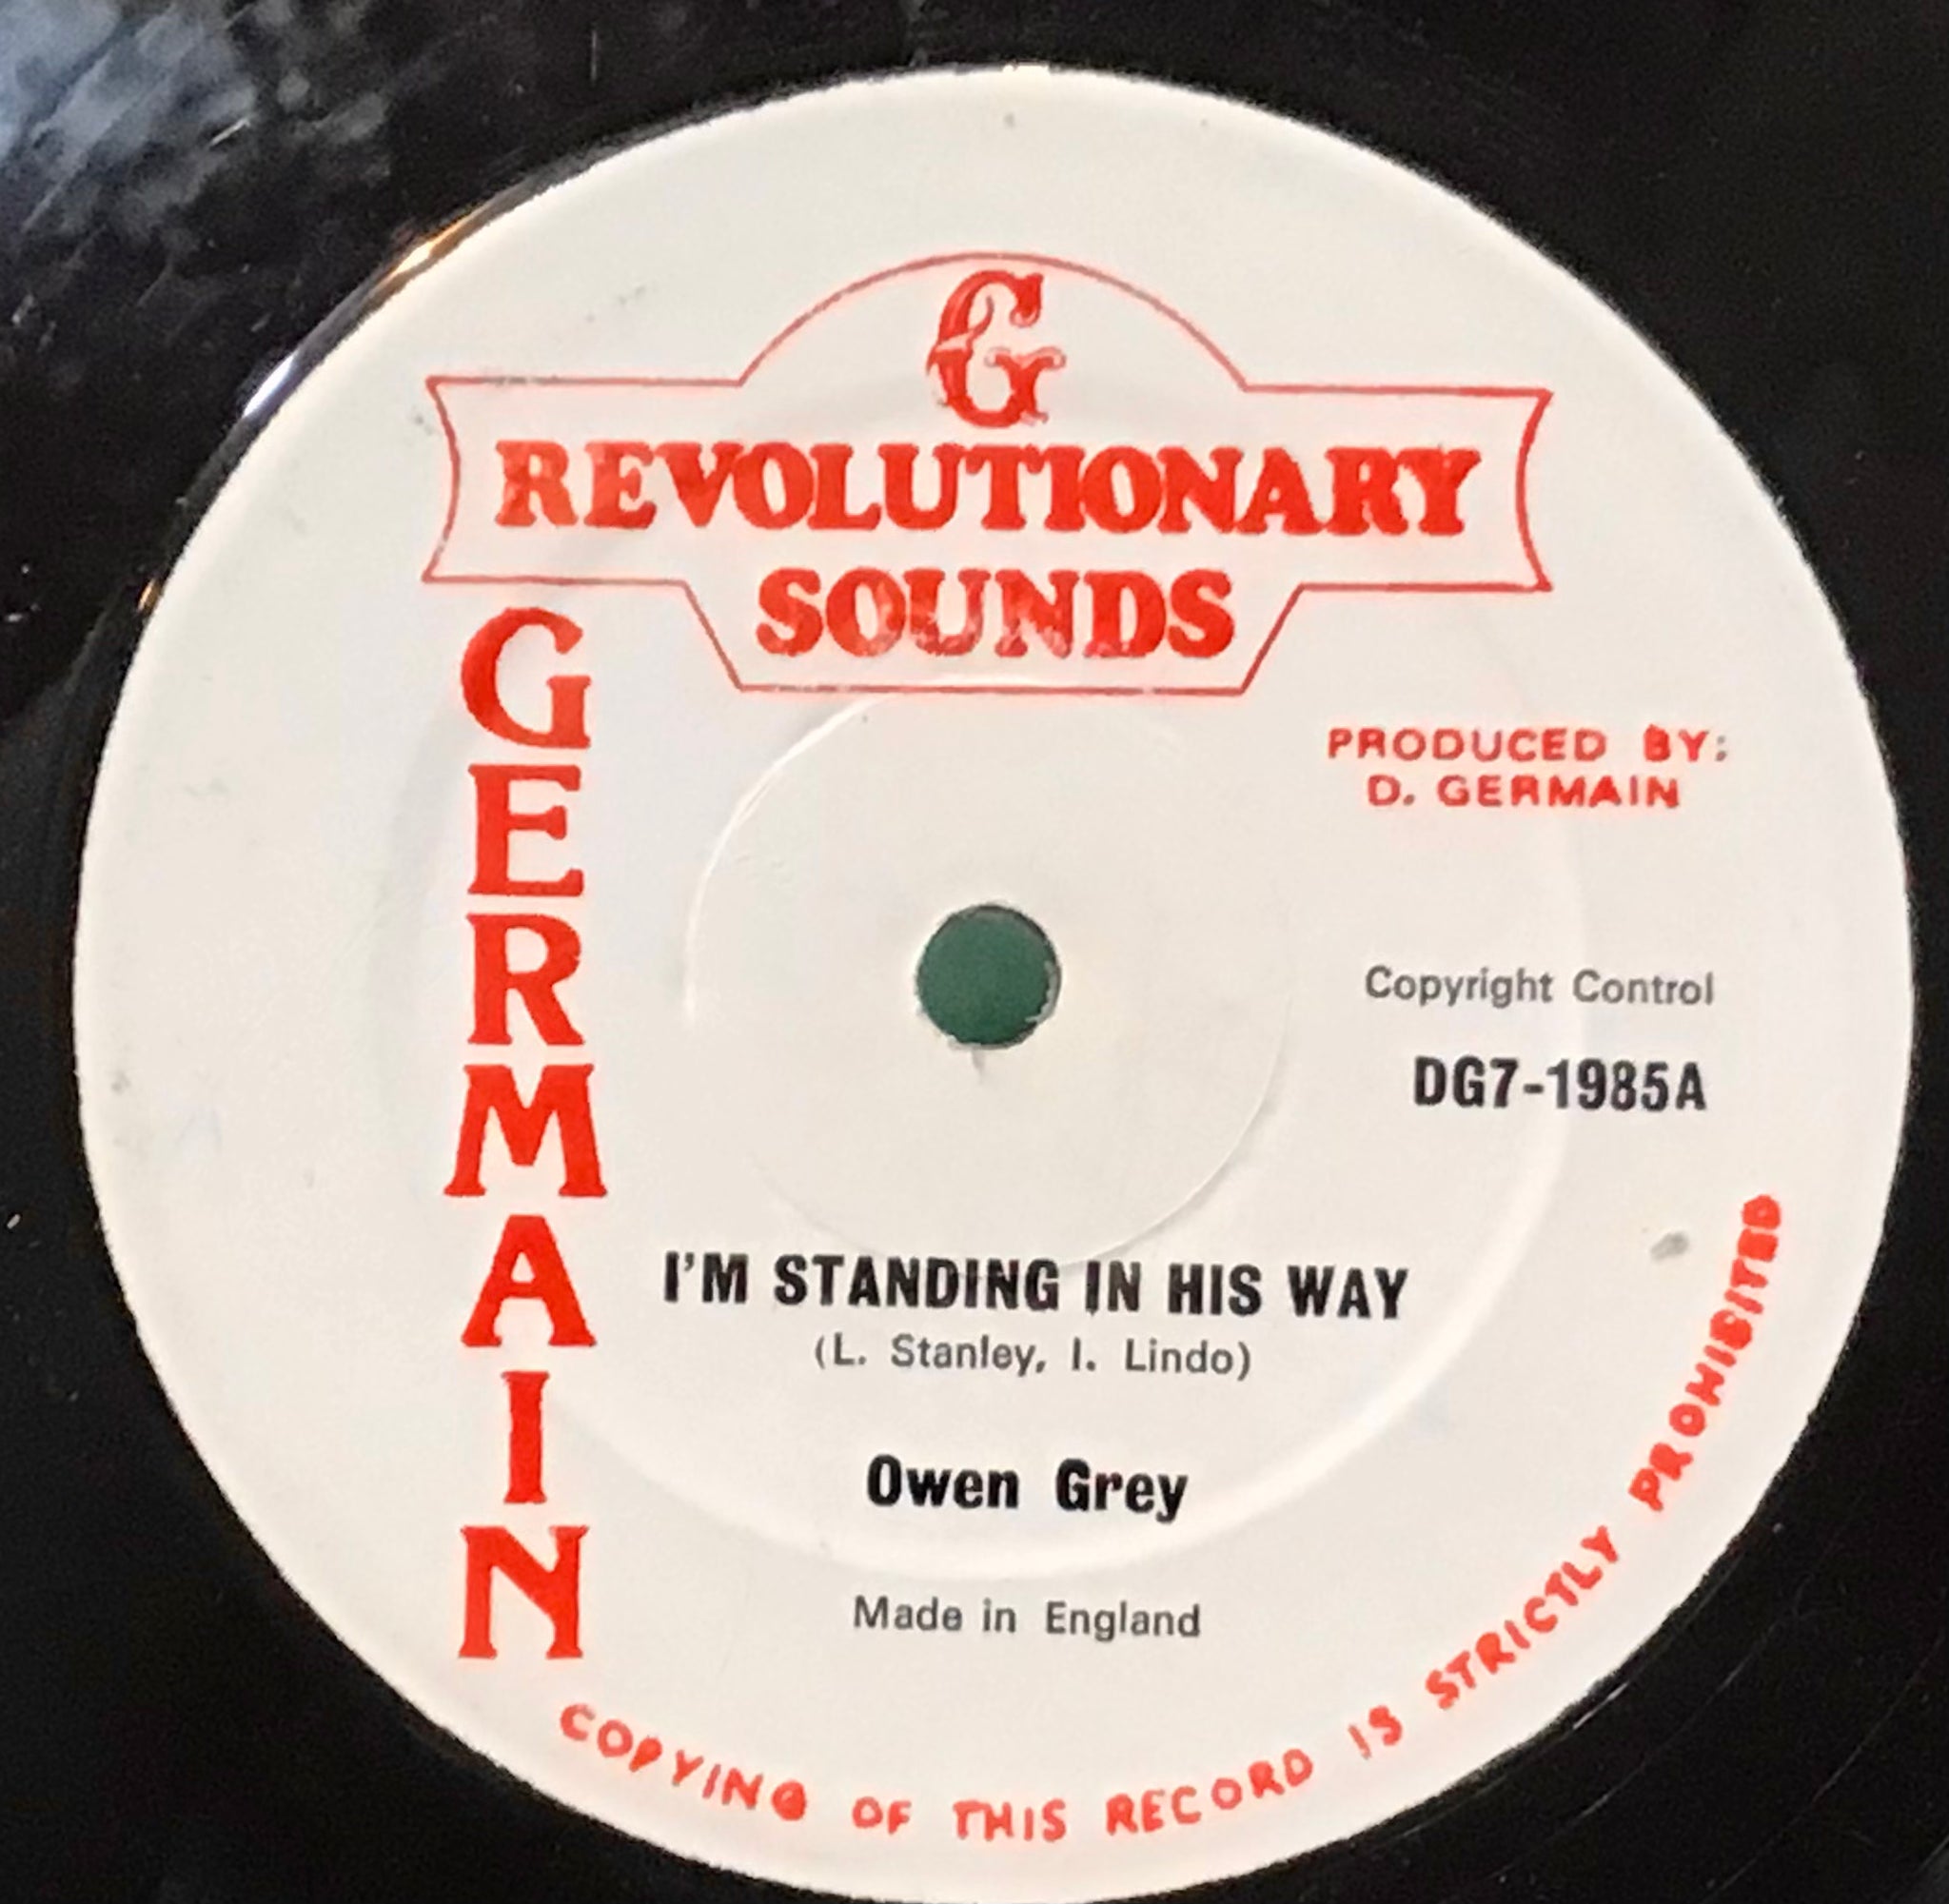 G
REVOLUTIONARY
SOUNDS
GERMAIN
PRODUCED BY:
D. GERMAIN
Copyright Control
DG7-1985A
I'M STANDING IN HIS WAY
(L. Stanley, I. Lindo)
Owen Grey
Made in England
COPYING OF THIS RECORD IS STRICTLY PROHIBITED